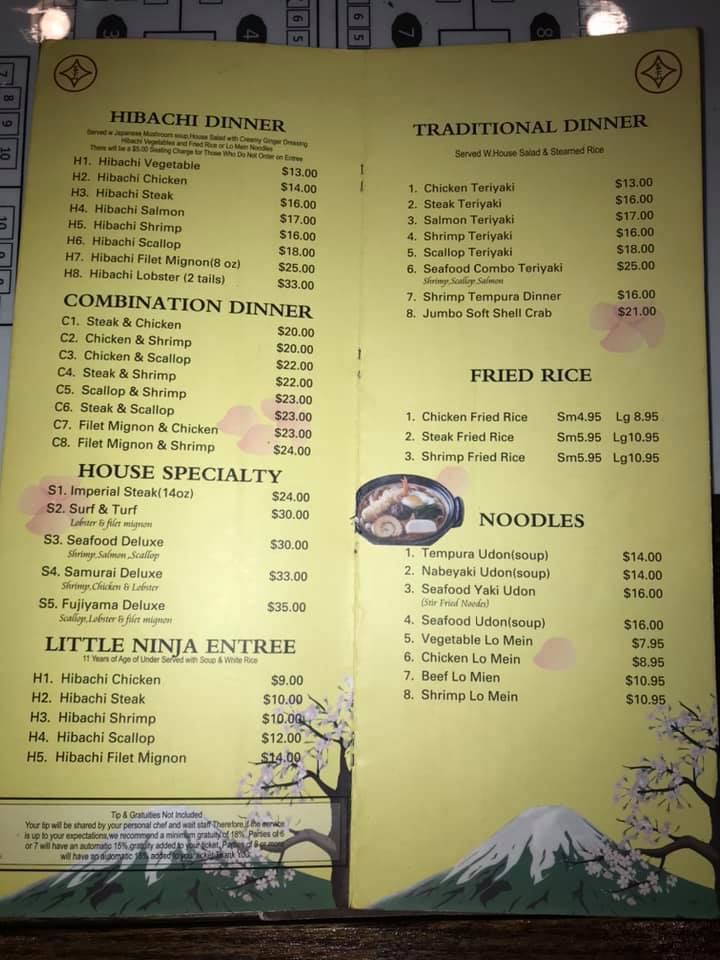 HIBACHI DINNER
Served w Japanese Mushroom soup,House Salad with Creamy Ginger Dressing
Hibachi Vegetables and Fried Rice or Lo Mein Noodles
There will be a $5.00 Seating Charge for Those Who Do Not Order on Entree
H1. Hibachi Vegetable $13.00
H2. Hibachi Chicken $14.00
H3. Hibachi Steak $16.00
H4. Hibachi Salmon $17.00
H5. Hibachi Shrimp $16.00
H6. Hibachi Scallop $18.00
H7. Hibachi Filet Mignon(8 oz) $25.00
H8. Hibachi Lobster (2 tails) $33.00
COMBINATION DINNER
C1. Steak & Chicken $20.00
C2. Chicken & Shrimp $20.00
C3. Chicken & Scallop $22.00
C4. Steak & Shrimp $22.00
C5. Scallop & Shrimp $23.00
C6. Steak & Scallop $23.00
C7. Filet Mignon & Chicken $23.00
C8. Filet Mignon & Shrimp $24.00
HOUSE SPECIALTY
S1. Imperial Steak(14oz) $24.00
S2. Surf & Turf $30.00
Lobster & filet mignon
S3. Seafood Deluxe $30.00
Shrimp,Salmon ,Scallop
S4. Samurai Deluxe $33.00
Shrimp,Chicken & Lobster
S5. Fujiyama Deluxe $35.00
Scallop,Lobster & filet mignon
LITTLE NINJA ENTREE
11 Years of Age of Under Served with Soup & White Rice
H1. Hibachi Chicken $9.00
H2. Hibachi Steak $10.00
H3. Hibachi Shrimp $10.00
H4. Hibachi Scallop $12.00
H5. Hibachi Filet Mignon $14.00
Tip & Gratuities Not Included
Your tip will be shared by your personal chef and wait staff Therefore,if the service
is up to your expectations,we recommend a minimum gratuity of 18%. Parties of 6
or 7 will have an automatic 15% gratuity added to your ticket, Parties of 8 or more
will have an automatic 18% added to your ticket Thank YOU
TRADITIONAL DINNER
Served W.House Salad & Steamed Rice
1. Chicken Teriyaki $13.00
2. Steak Teriyaki $16.00
3. Salmon Teriyaki $17.00
4. Shrimp Teriyaki $16.00
5. Scallop Teriyaki $18.00
6. Seafood Combo Teriyaki $25.00
Shrimp,Scallop,Salmon
7. Shrimp Tempura Dinner $16.00
8. Jumbo Soft Shell Crab $21.00
FRIED RICE
1. Chicken Fried Rice Sm4.95 Lg 8.95
2. Steak Fried Rice Sm5.95 Lg10.95
3. Shrimp Fried Rice Sm5.95 Lg10.95
NOODLES
1. Tempura Udon(soup) $14.00
2. Nabeyaki Udon(soup) $14.00
3. Seafood Yaki Udon $16.00
(Stir Fried Noodes)
4. Seafood Udon(soup) $16.00
5. Vegetable Lo Mein $7.95
6. Chicken Lo Mein $8.95
7. Beef Lo Mien $10.95
8. Shrimp Lo Mein $10.95